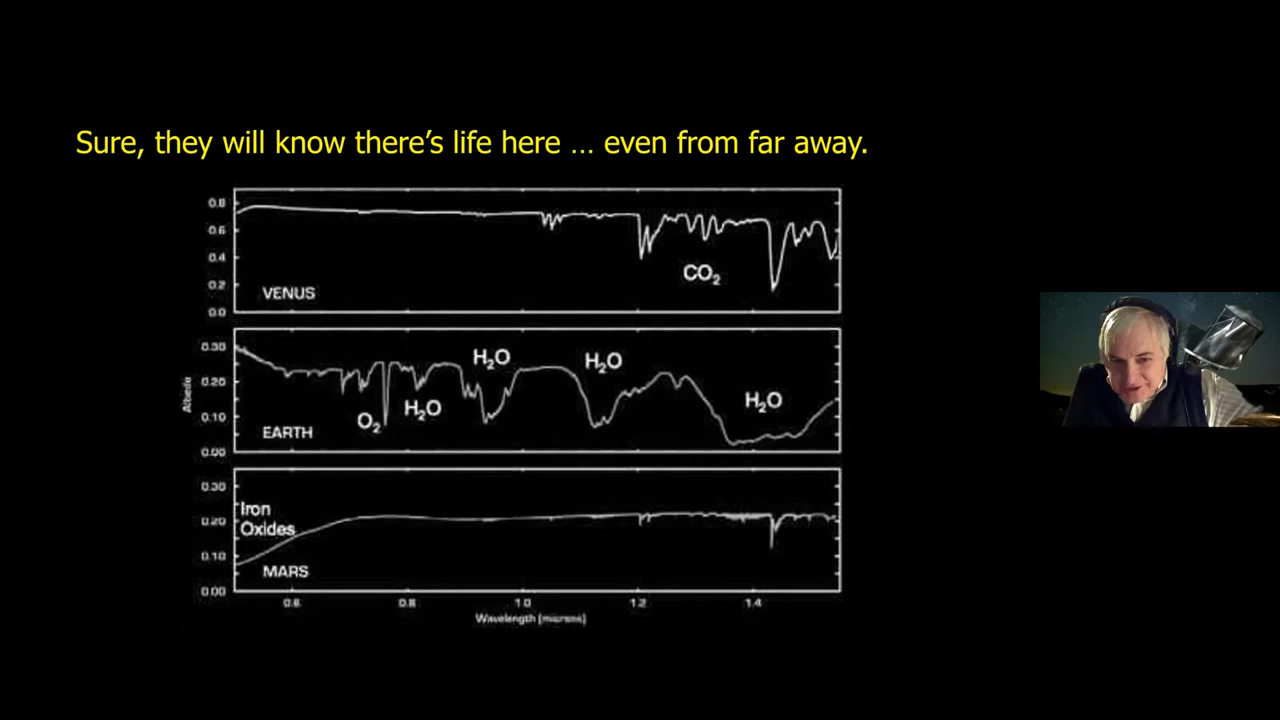 Sure, they will know there's life here ... even from far away.
0.8
0.6
0.4
0.2
0.0
CO₂
VENUS
0.30
0.20
0.10
0.00
Albedo
H₂O
H₂O
O₂
H₂O
H₂O
EARTH
0.30
0.20
0.10
0.00
Iron
Oxides
MARS
0.6
0.8
1.0
1.2
1.4
Wavelength (microns)